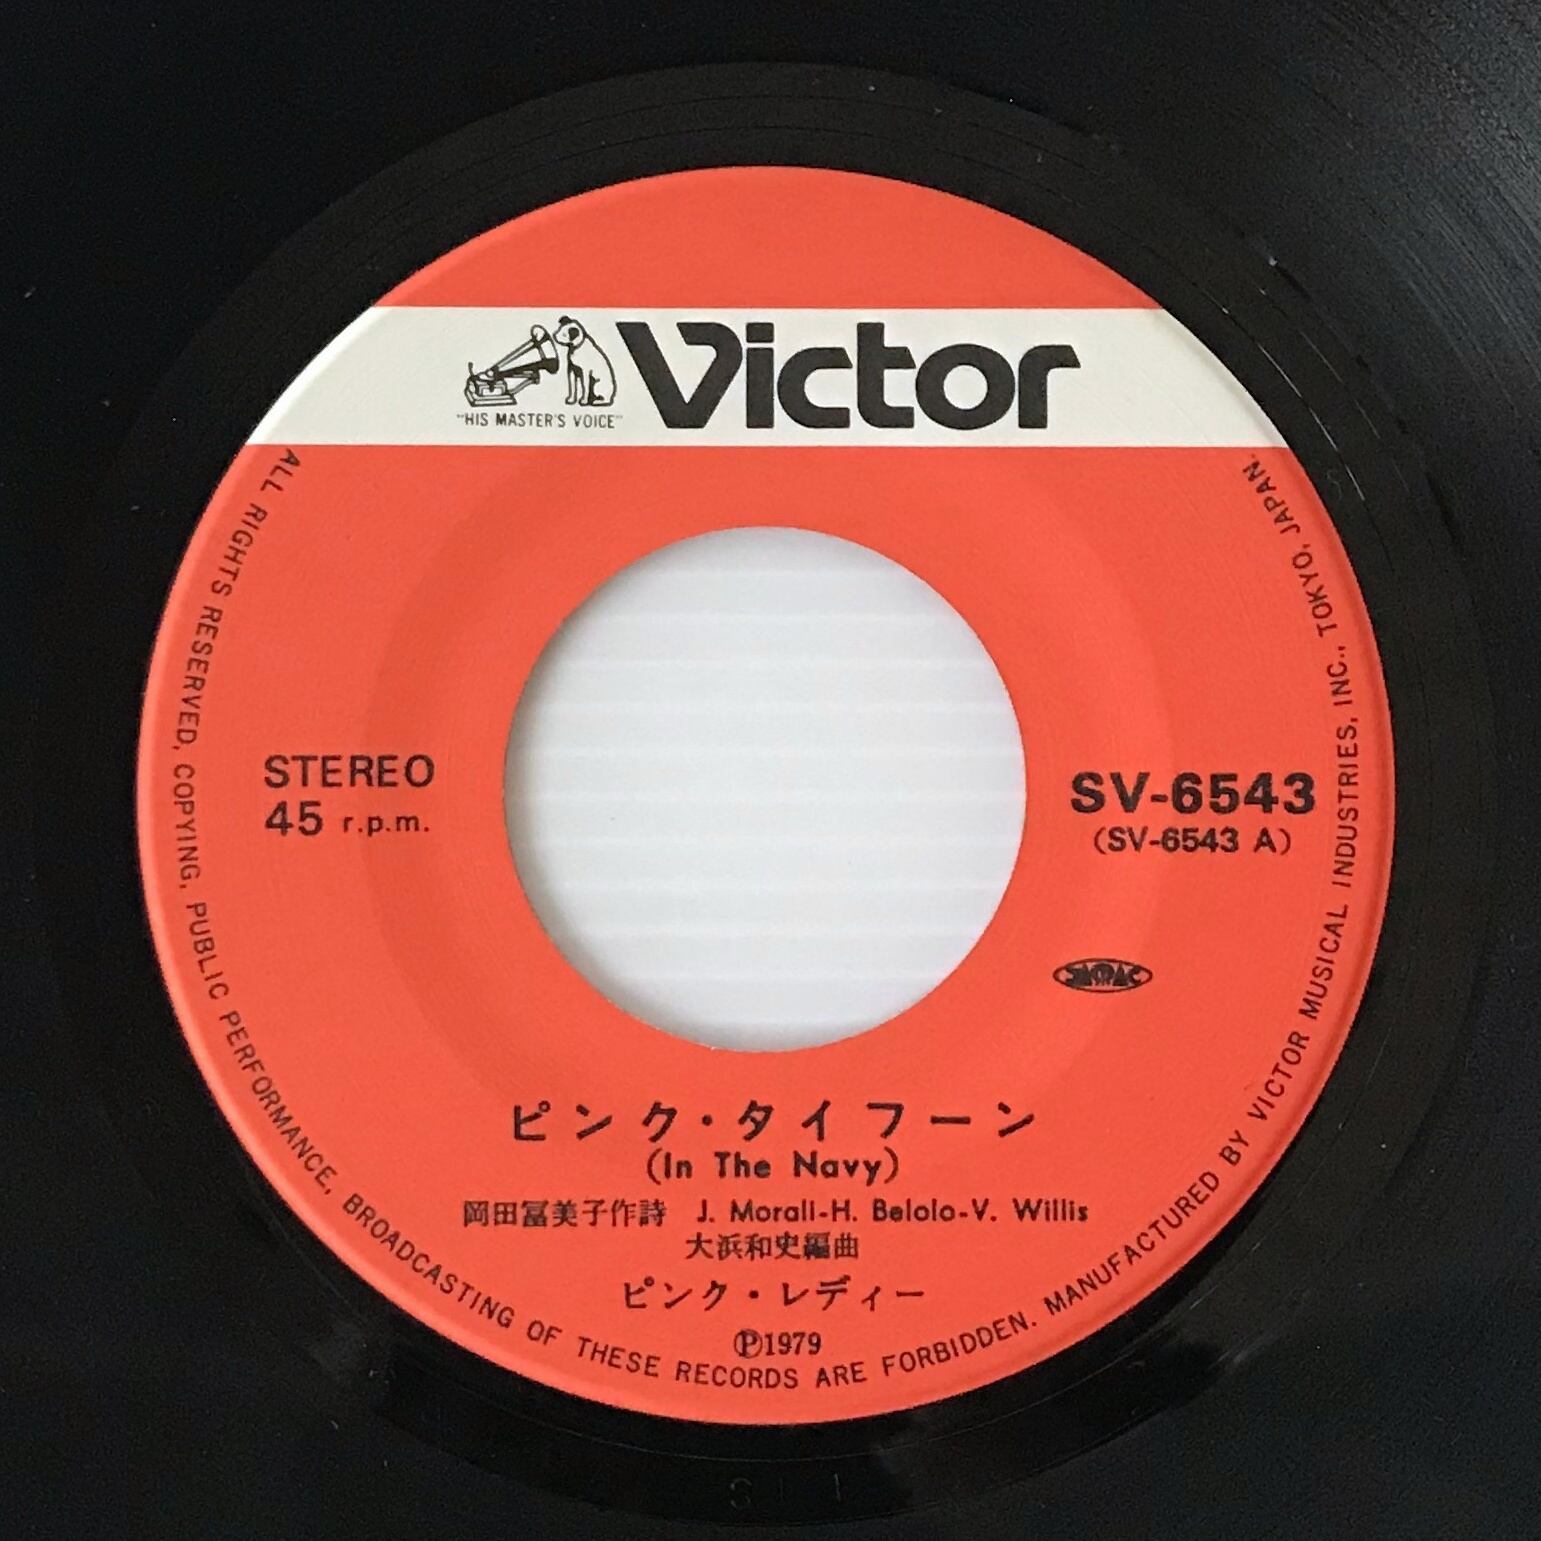 "HIS MASTER'S VOICE"
Victor
STEREO
45 r.p.m.
SV-6543
(SV-6543 A)
JASRAC
ピンク・タイフーン
(In The Navy)
岡田冨美子作詩 J. Morali-H. Belolo-V. Willis
大浜和史編曲
ピンク・レディー
Ⓟ1979
ALL RIGHTS RESERVED. COPYING, PUBLIC PERFORMANCE, BROADCASTING OF THESE RECORDS ARE FORBIDDEN. MANUFACTURED BY VICTOR MUSICAL INDUSTRIES, INC., TOKYO, JAPAN.